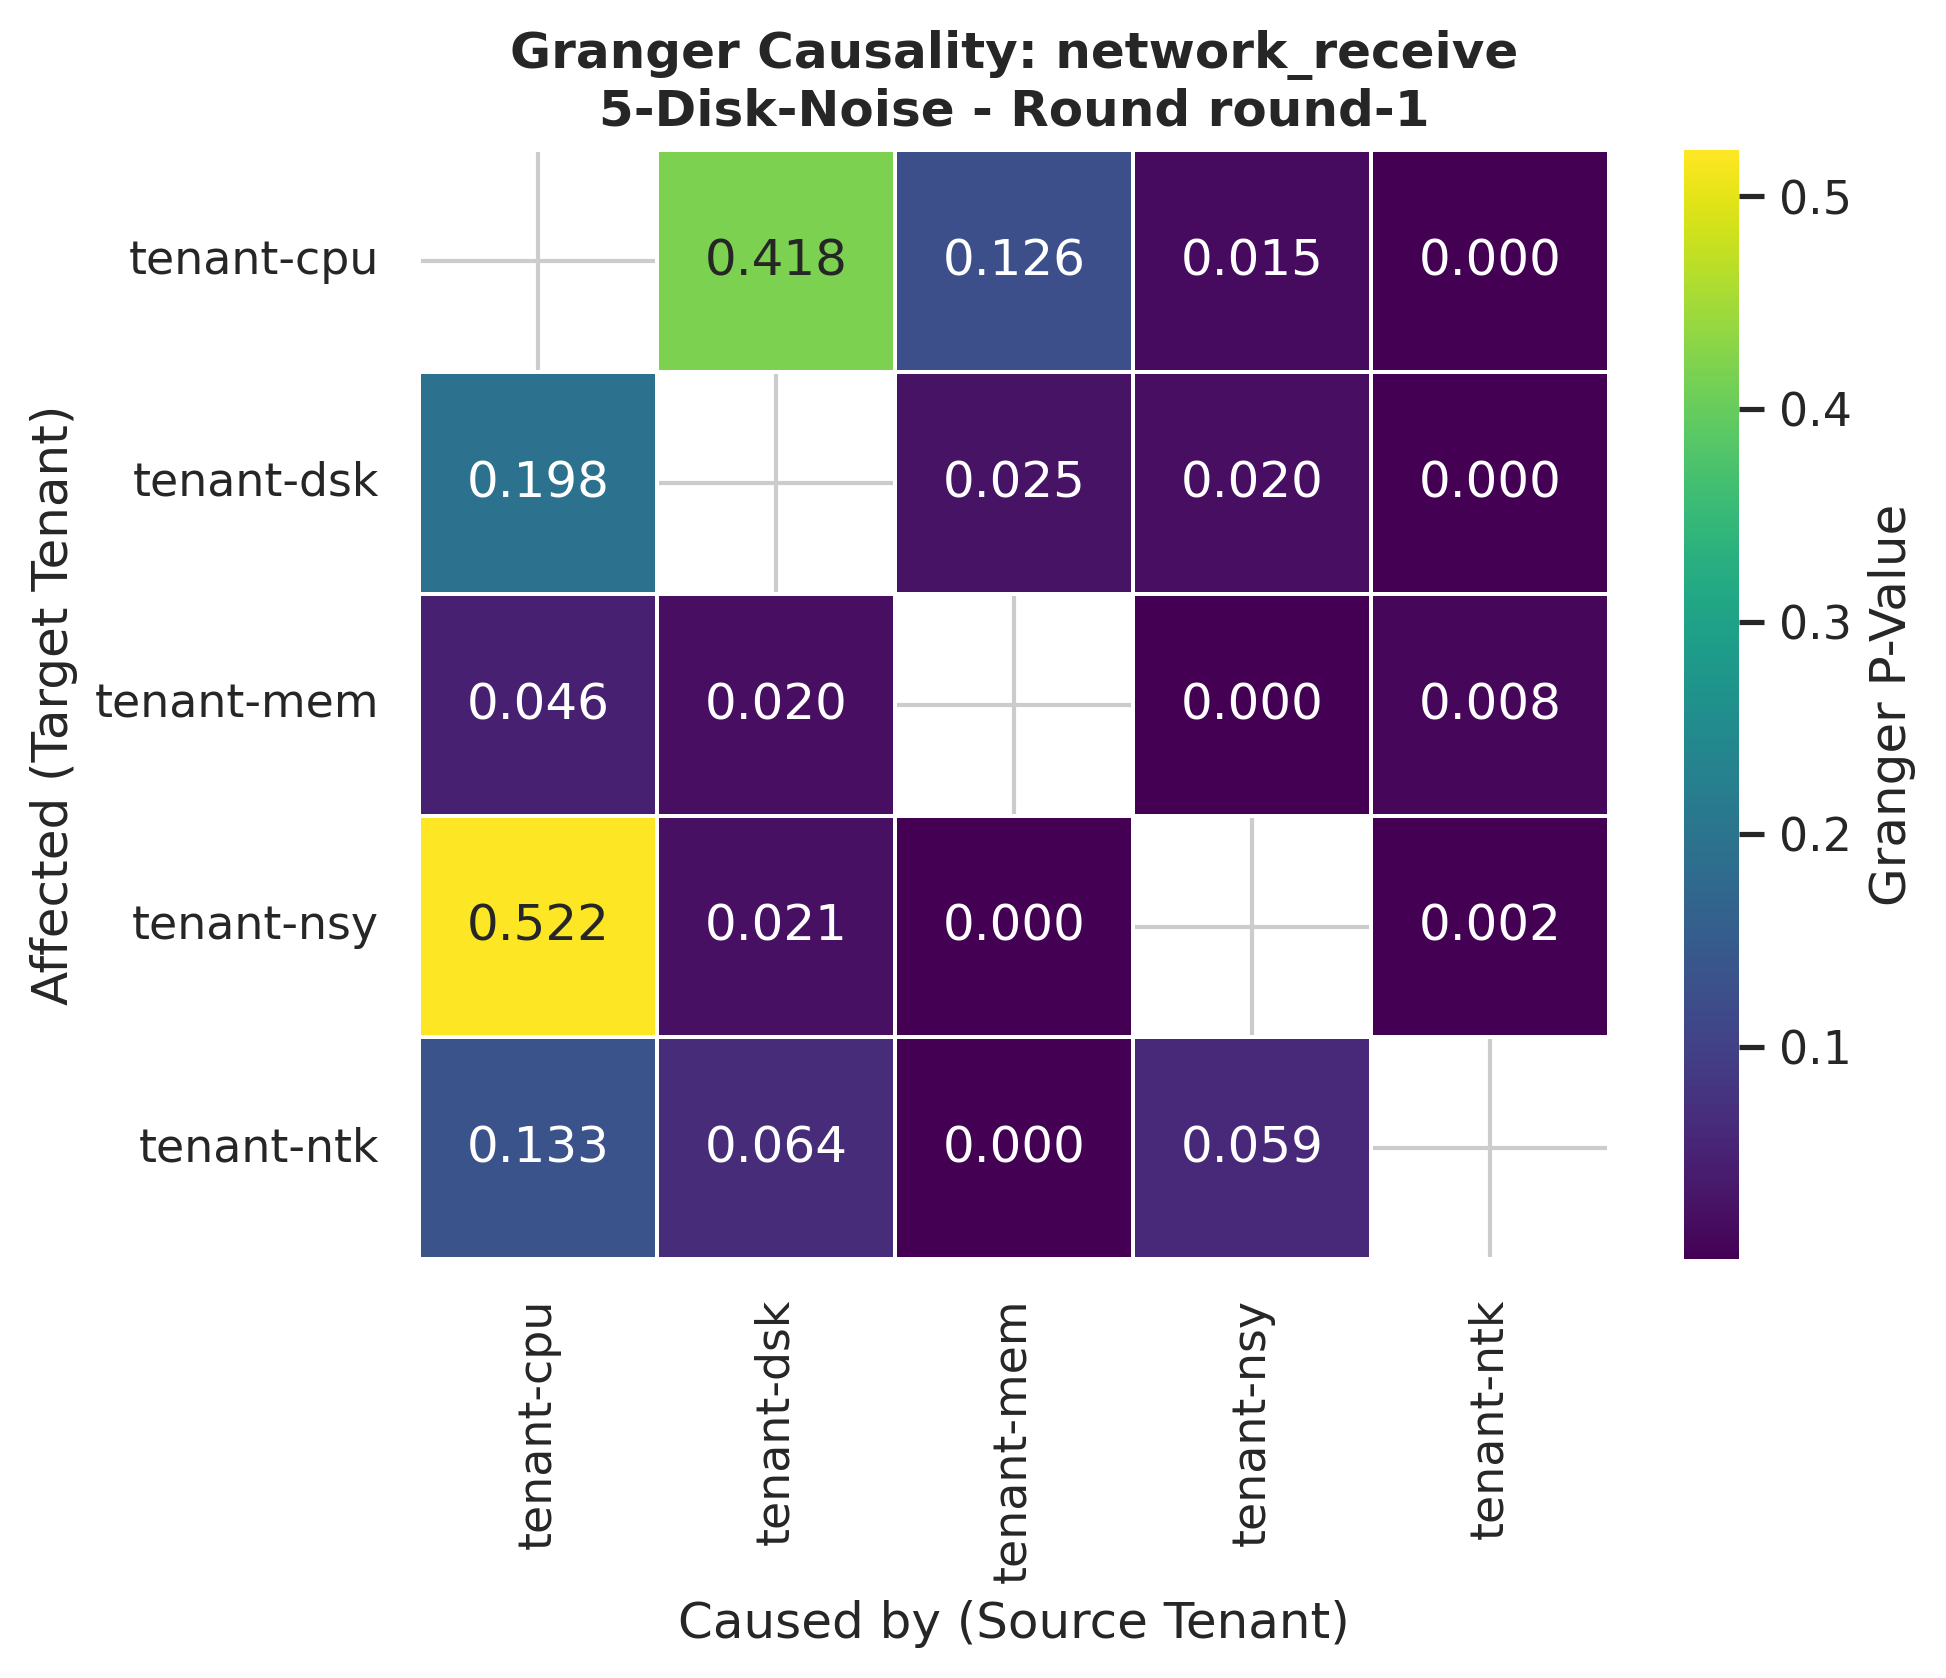 Granger Causality: network_receive
5-Disk-Noise - Round round-1
Affected (Target Tenant)
tenant-cpu
0.418
0.126
0.015
0.000
tenant-dsk
0.198
0.025
0.020
0.000
tenant-mem
0.046
0.020
0.000
0.008
tenant-nsy
0.522
0.021
0.000
0.002
tenant-ntk
0.133
0.064
0.000
0.059
tenant-cpu
tenant-dsk
tenant-mem
tenant-nsy
tenant-ntk
Caused by (Source Tenant)
0.5
0.4
0.3
0.2
0.1
Granger P-Value